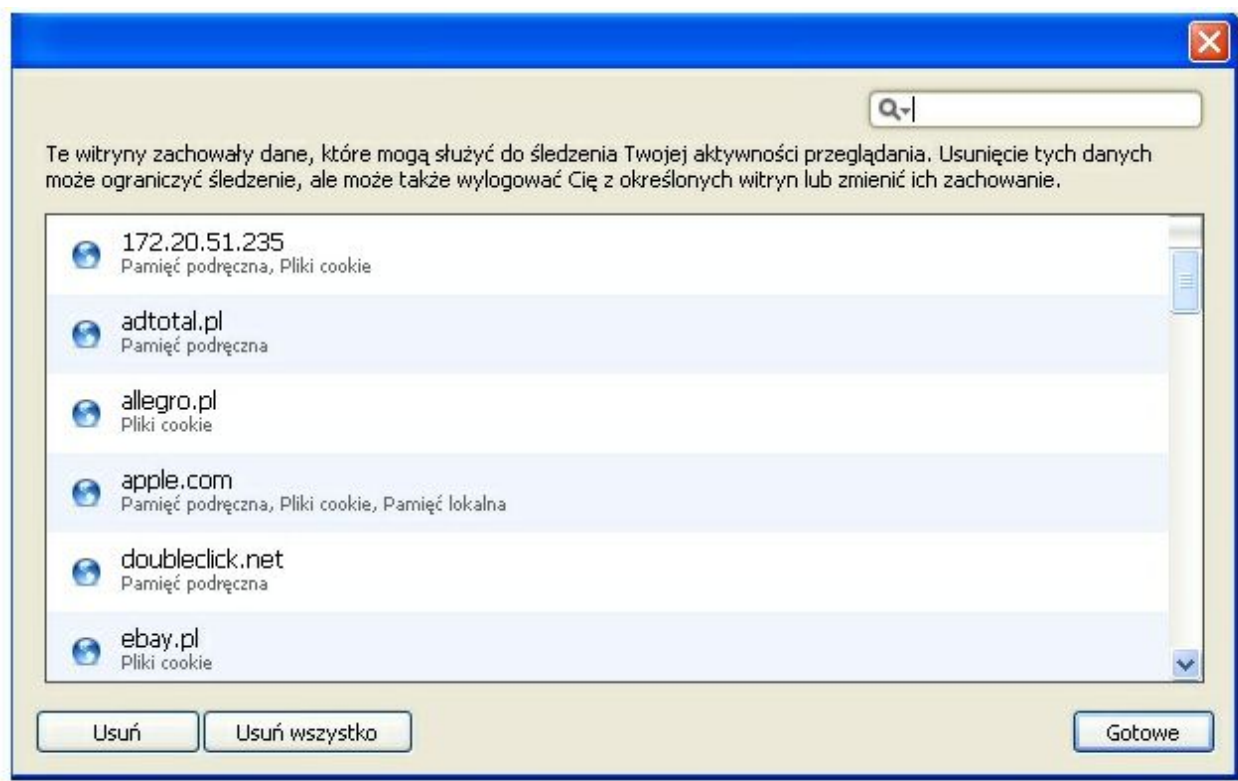 Te witryny zachowały dane, które mogą służyć do śledzenia Twojej aktywności przeglądania. Usunięcie tych danych
może ograniczyć śledzenie, ale może także wylogować Cię z określonych witryn lub zmienić ich zachowanie.
172.20.51.235
Pamięć podręczna, Pliki cookie
adtotal.pl
Pamięć podręczna
allegro.pl
Pliki cookie
apple.com
Pamięć podręczna, Pliki cookie, Pamięć lokalna
doubleclick.net
Pamięć podręczna
ebay.pl
Pliki cookie
Usuń
Usuń wszystko
Gotowe